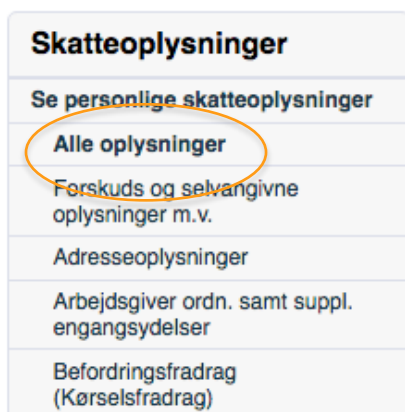 Skatteoplysninger
Se personlige skatteoplysninger
Alle oplysninger
Forskuds og selvangivne
oplysninger m.v.
Adresseoplysninger
Arbejdsgiver ordn. samt suppl.
engangsydelser
Befordringsfradrag
(Kørselsfradrag)